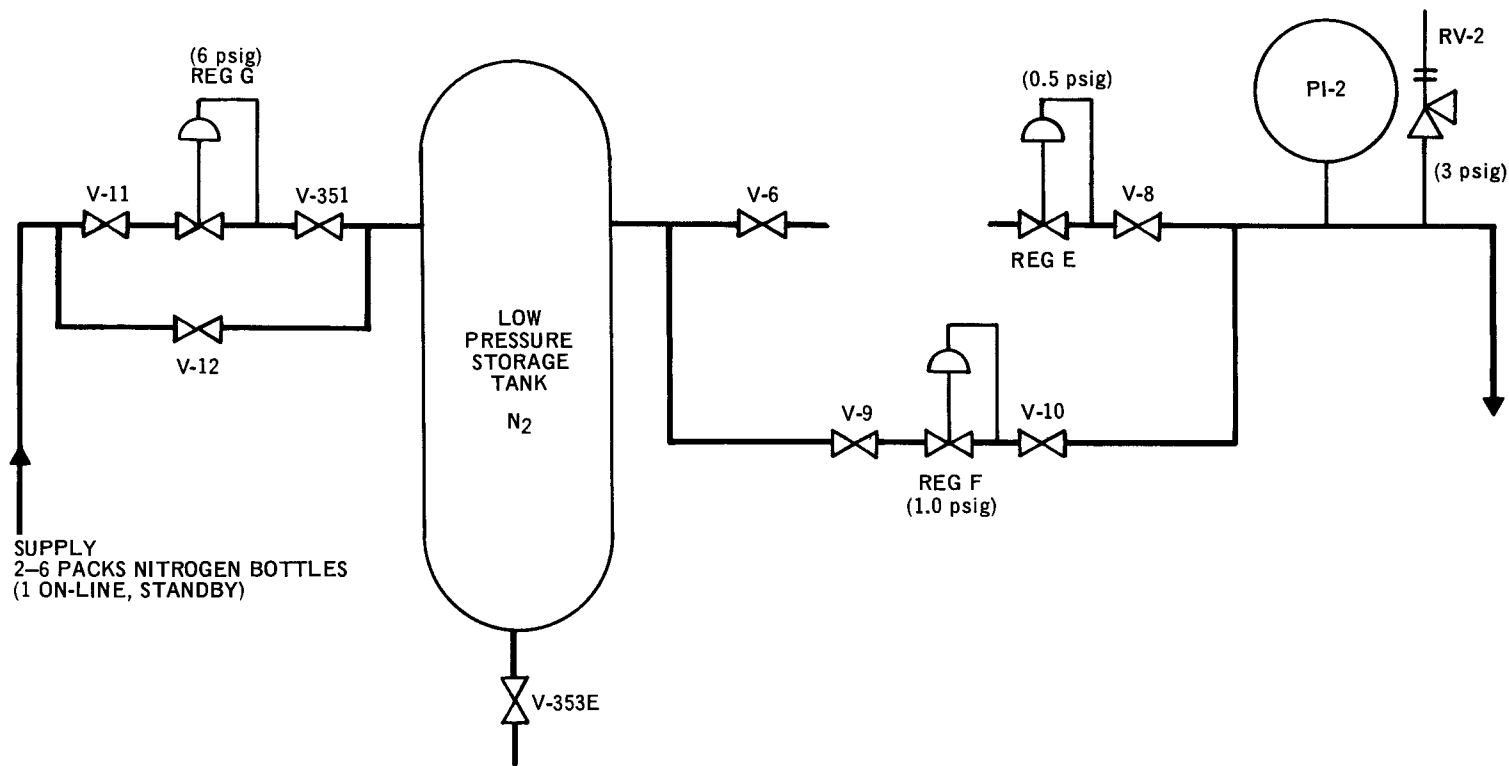 (6 psig)
REG G
V-11
V-351
V-12
LOW
PRESSURE
STORAGE
TANK
N2
V-353E
SUPPLY
2–6 PACKS NITROGEN BOTTLES
(1 ON-LINE, STANDBY)
V-6
(0.5 psig)
REG E
V-8
V-9
V-10
REG F
(1.0 psig)
PI-2
RV-2
(3 psig)